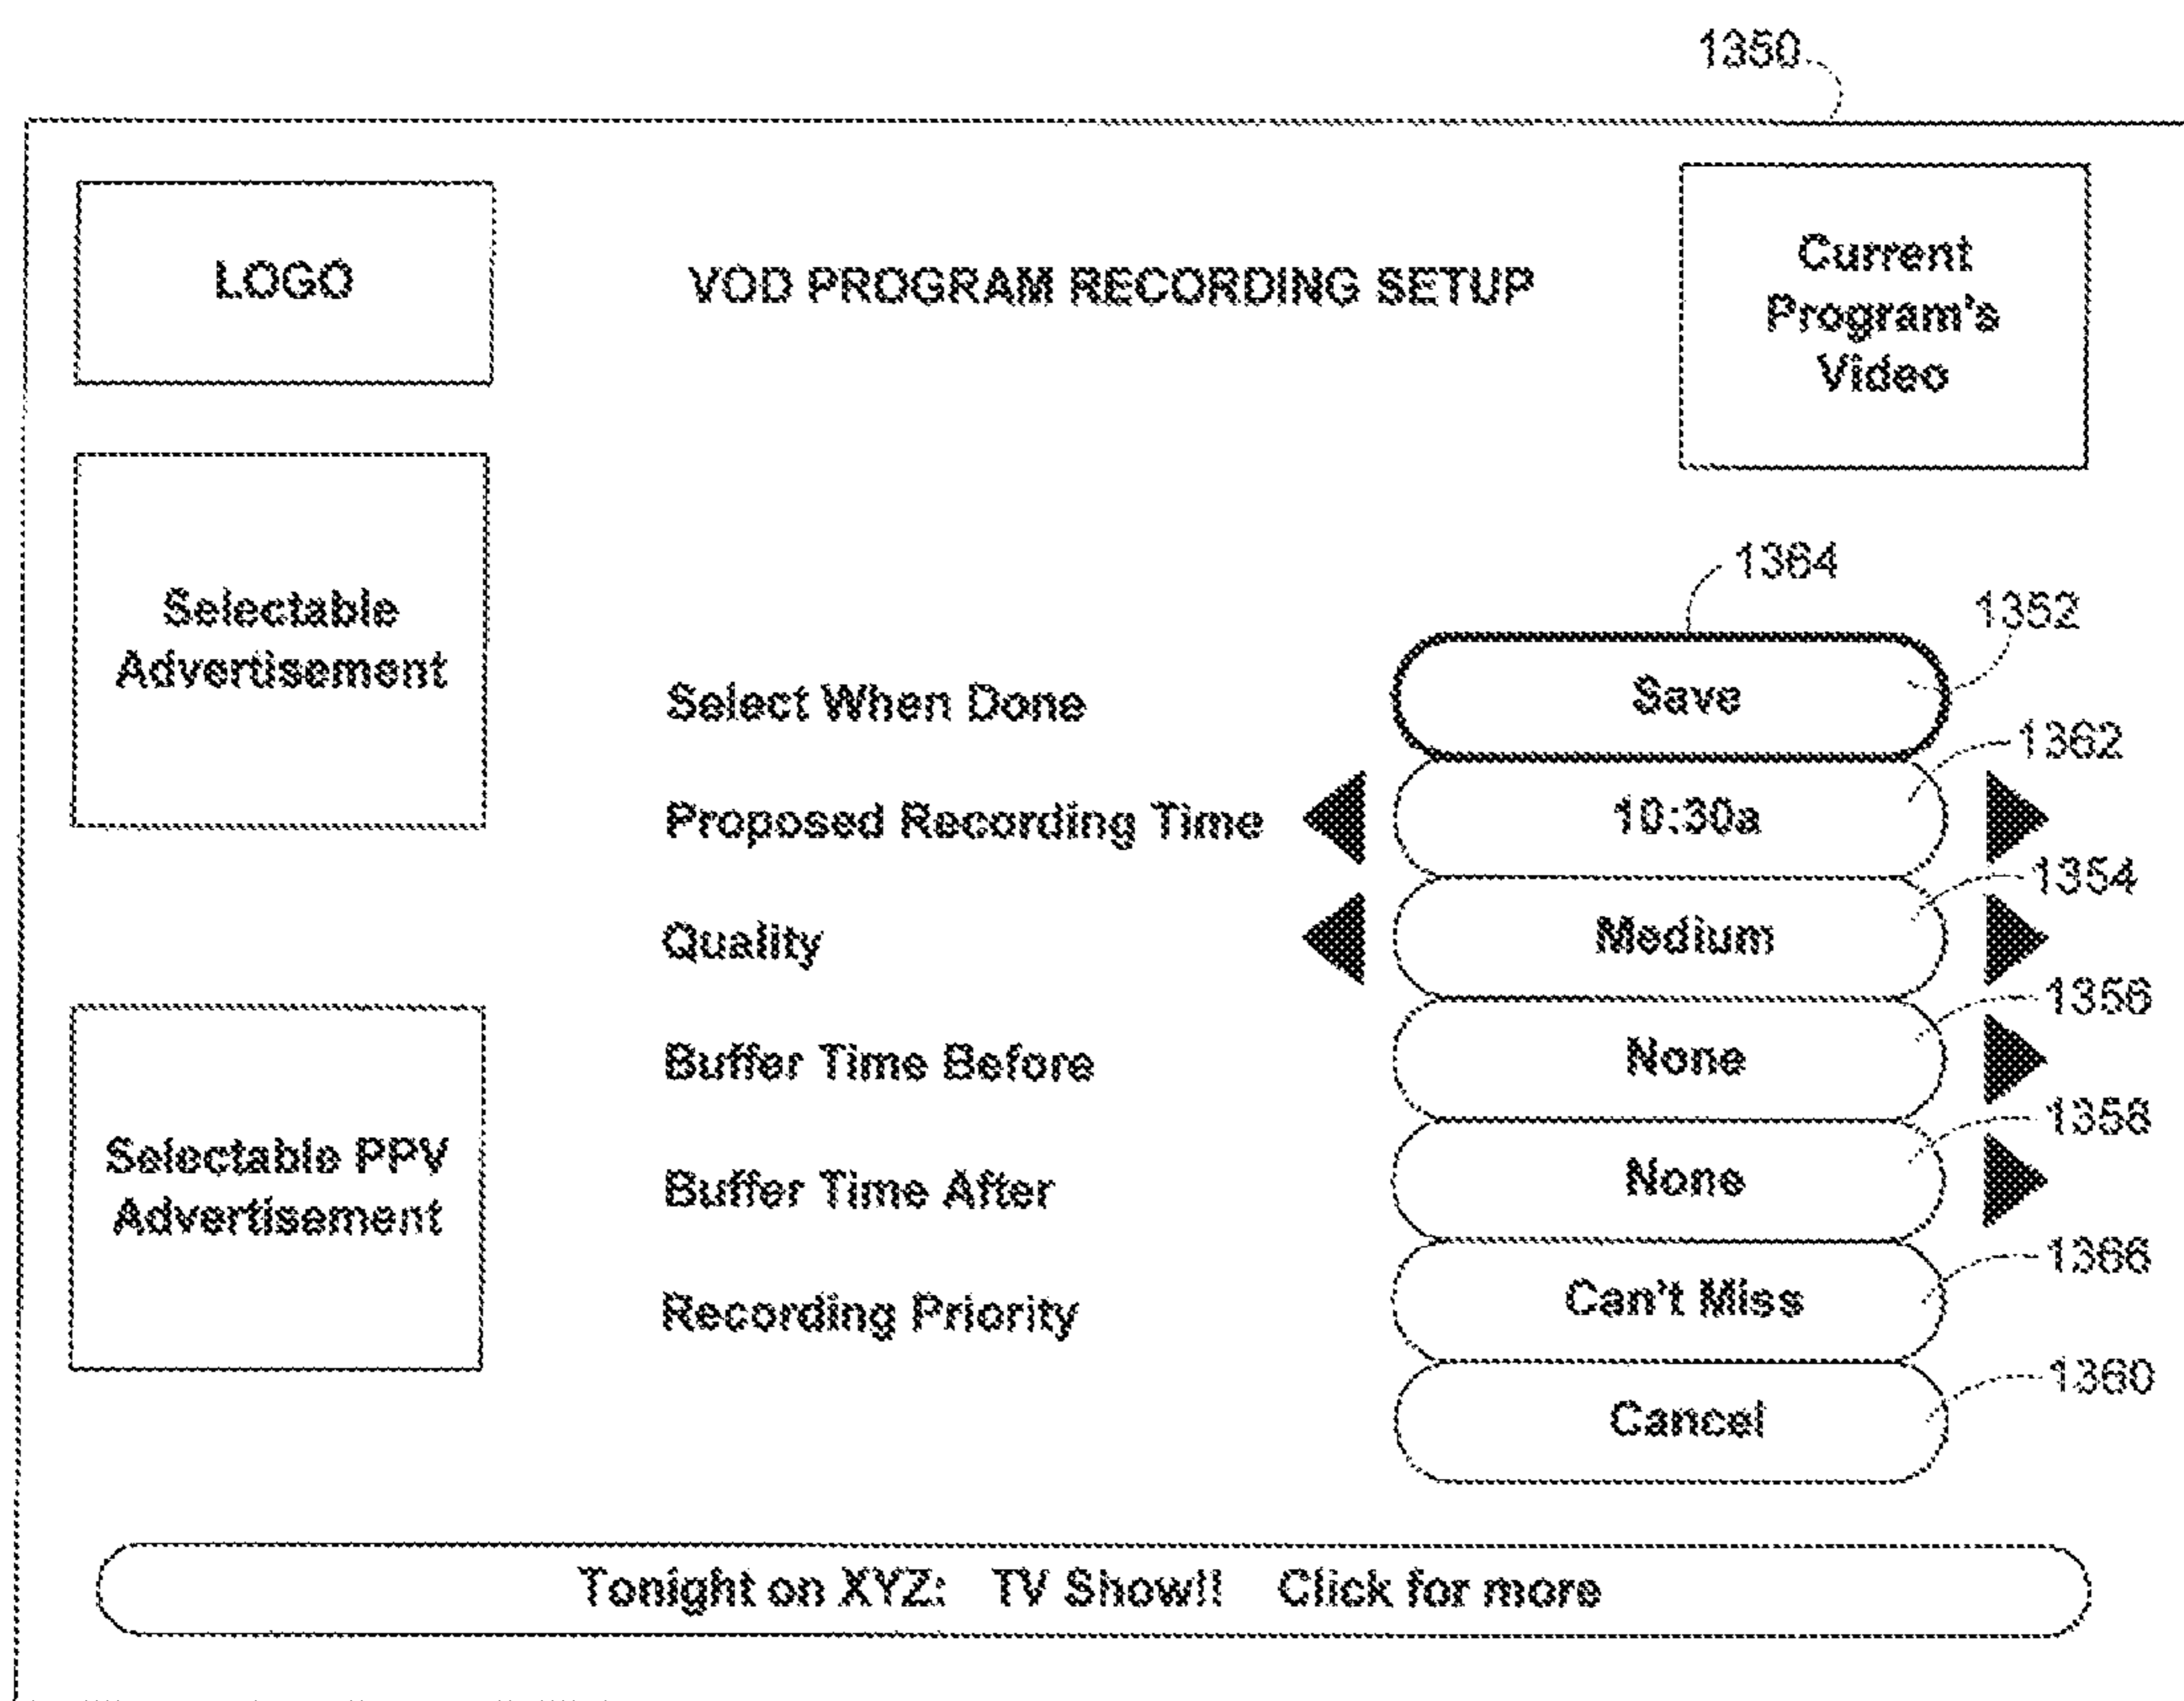 1350
LOGO
VOD PROGRAM RECORDING SETUP
Current
Program's
Video
Selectable
Advertisement
1364
1352
Select When Done
Save
1362
Proposed Recording Time
10:30a
1354
Quality
Medium
1356
Buffer Time Before
None
1358
Buffer Time After
None
Selectable PPV
Advertisement
1366
Recording Priority
Can't Miss
1360
Cancel
Tonight on XYZ: TV Show!! Click for more